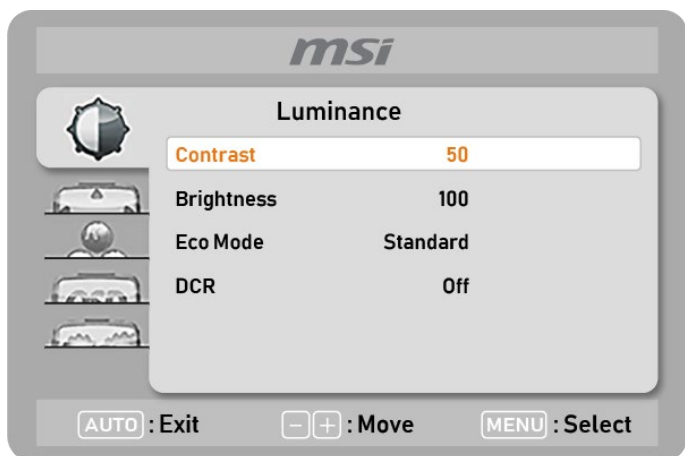 msi
Luminance
Contrast 50
Brightness 100
Eco Mode Standard
DCR Off
AUTO : Exit - + : Move MENU : Select